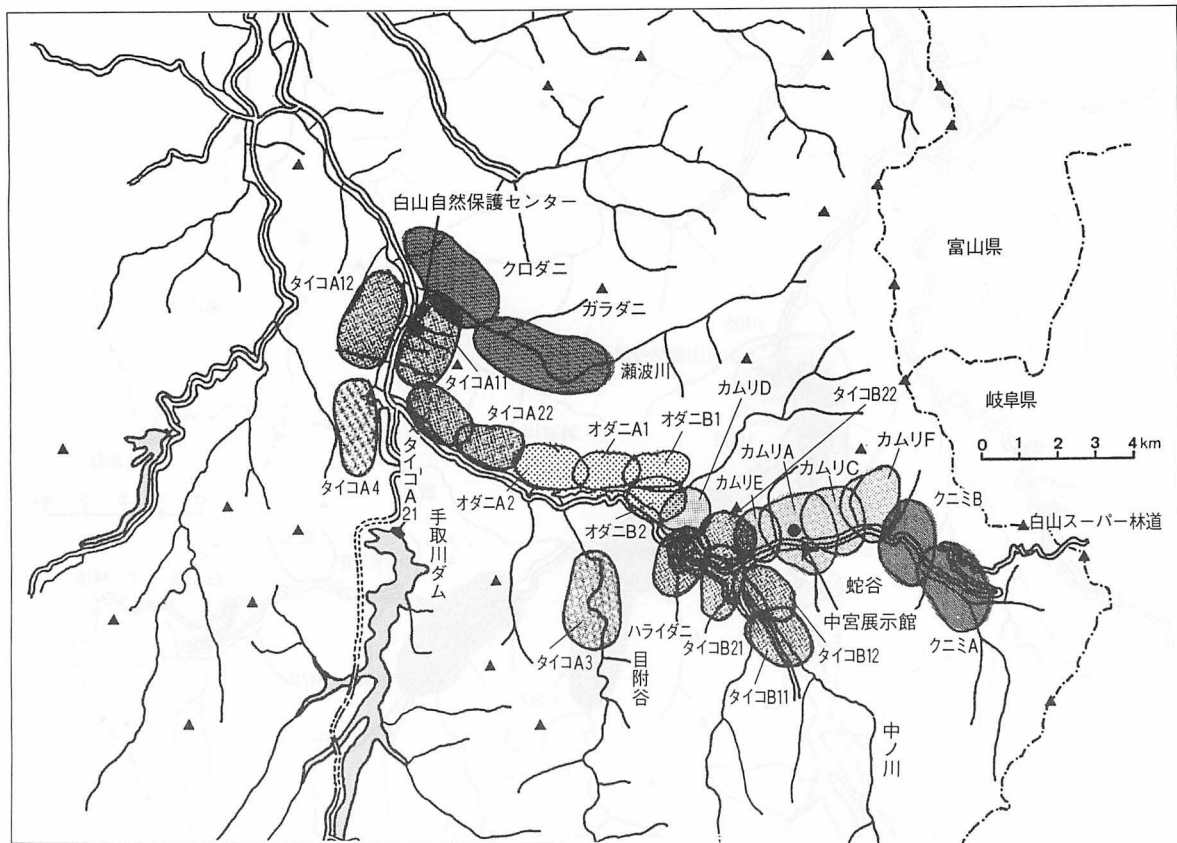 富山県
白山自然保護センター
クロダニ
タイコA12
ガラダニ
瀬波川
タイコA11
カムリD
タイコB22
岐阜県
タイコA22
オダニA1
オダニB1
カムリA
カムリF
0 1 2 3 4km
カムリE
カムリC
タイコA4
タイコA21
オダニA2
クニミB
手取川ダム
オダニB2
白山スーパー林道
蛇谷
中宮展示館
ハライダニ
タイコA3
目附谷
タイコB21
タイコB12
クニミA
タイコB11
中ノ川